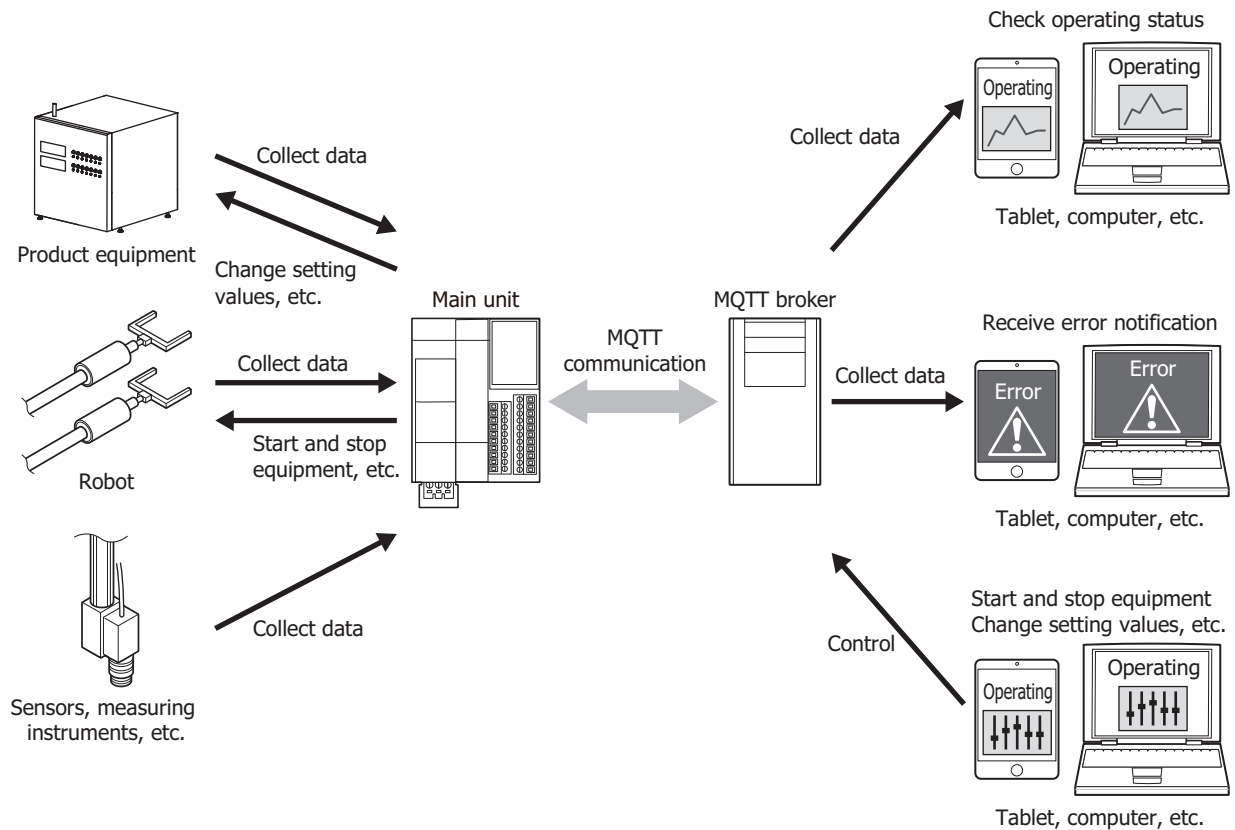 Check operating status
Operating
Operating
Collect data
Tablet, computer, etc.
Collect data
Product equipment
Change setting
values, etc.
Main unit
MQTT broker
MQTT
communication
Receive error notification
Error
Error
Collect data
Collect data
Start and stop
equipment, etc.
Robot
Tablet, computer, etc.
Collect data
Sensors, measuring
instruments, etc.
Control
Start and stop equipment
Change setting values, etc.
Operating
Operating
Tablet, computer, etc.